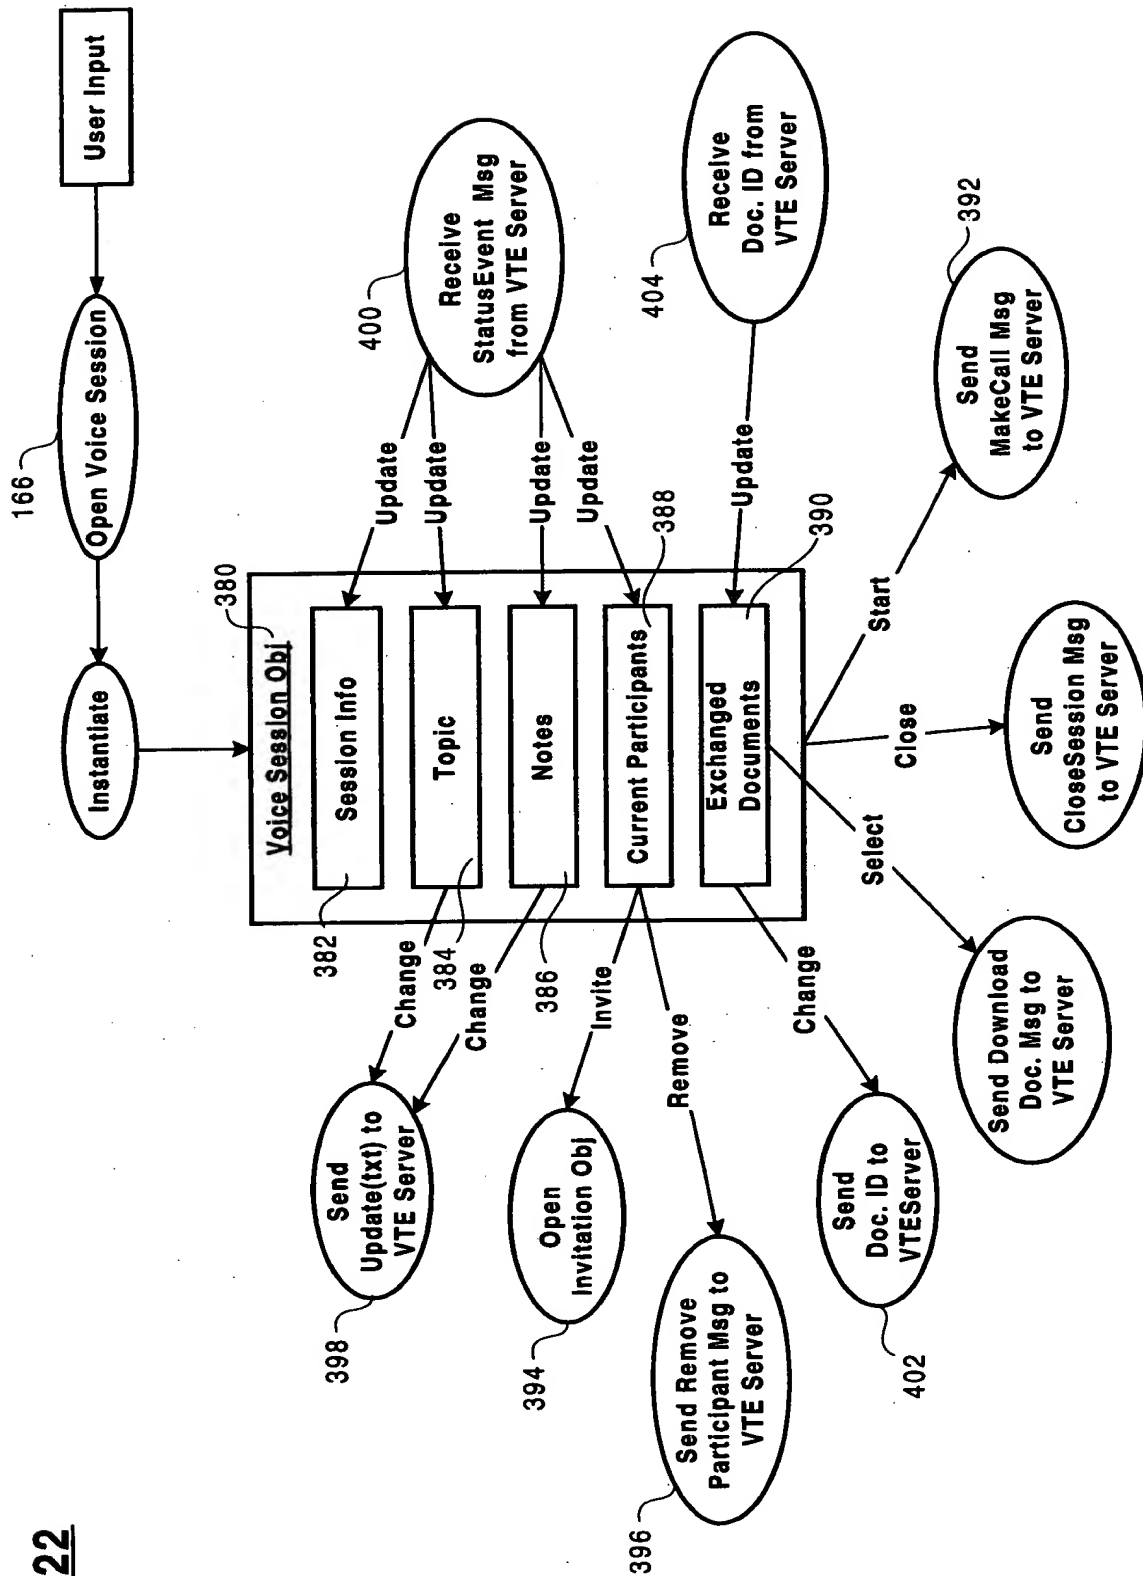 22
User Input
166
Open Voice Session
Instantiate
380
Voice Session Obj
Session Info
382
Topic
384
Notes
386
Current Participants
388
Exchanged
Documents
390
Update
Update
Update
Update
400
Receive
StatusEvent Msg
from VTE Server
Update
404
Receive
Doc. ID from
VTE Server
Change
Change
398
Send
Update(txt) to
VTE Server
Invite
394
Open
Invitation Obj
Remove
396
Send Remove
Participant Msg to
VTE Server
Change
402
Send
Doc. ID to
VTEServer
Select
Send Download
Doc. Msg to
VTE Server
Close
Send
CloseSession Msg
to VTE Server
Start
392
Send
MakeCall Msg
to VTE Server